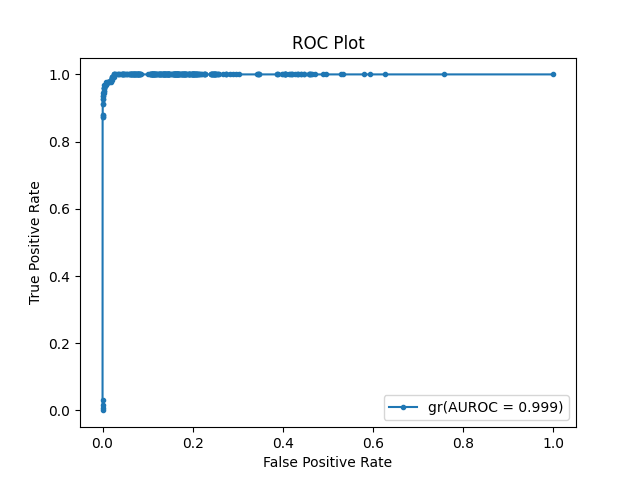 ROC Plot
1.0
0.8
0.6
0.4
0.2
0.0
True Positive Rate
gr(AUROC = 0.999)
0.0 0.2 0.4 0.6 0.8 1.0
False Positive Rate